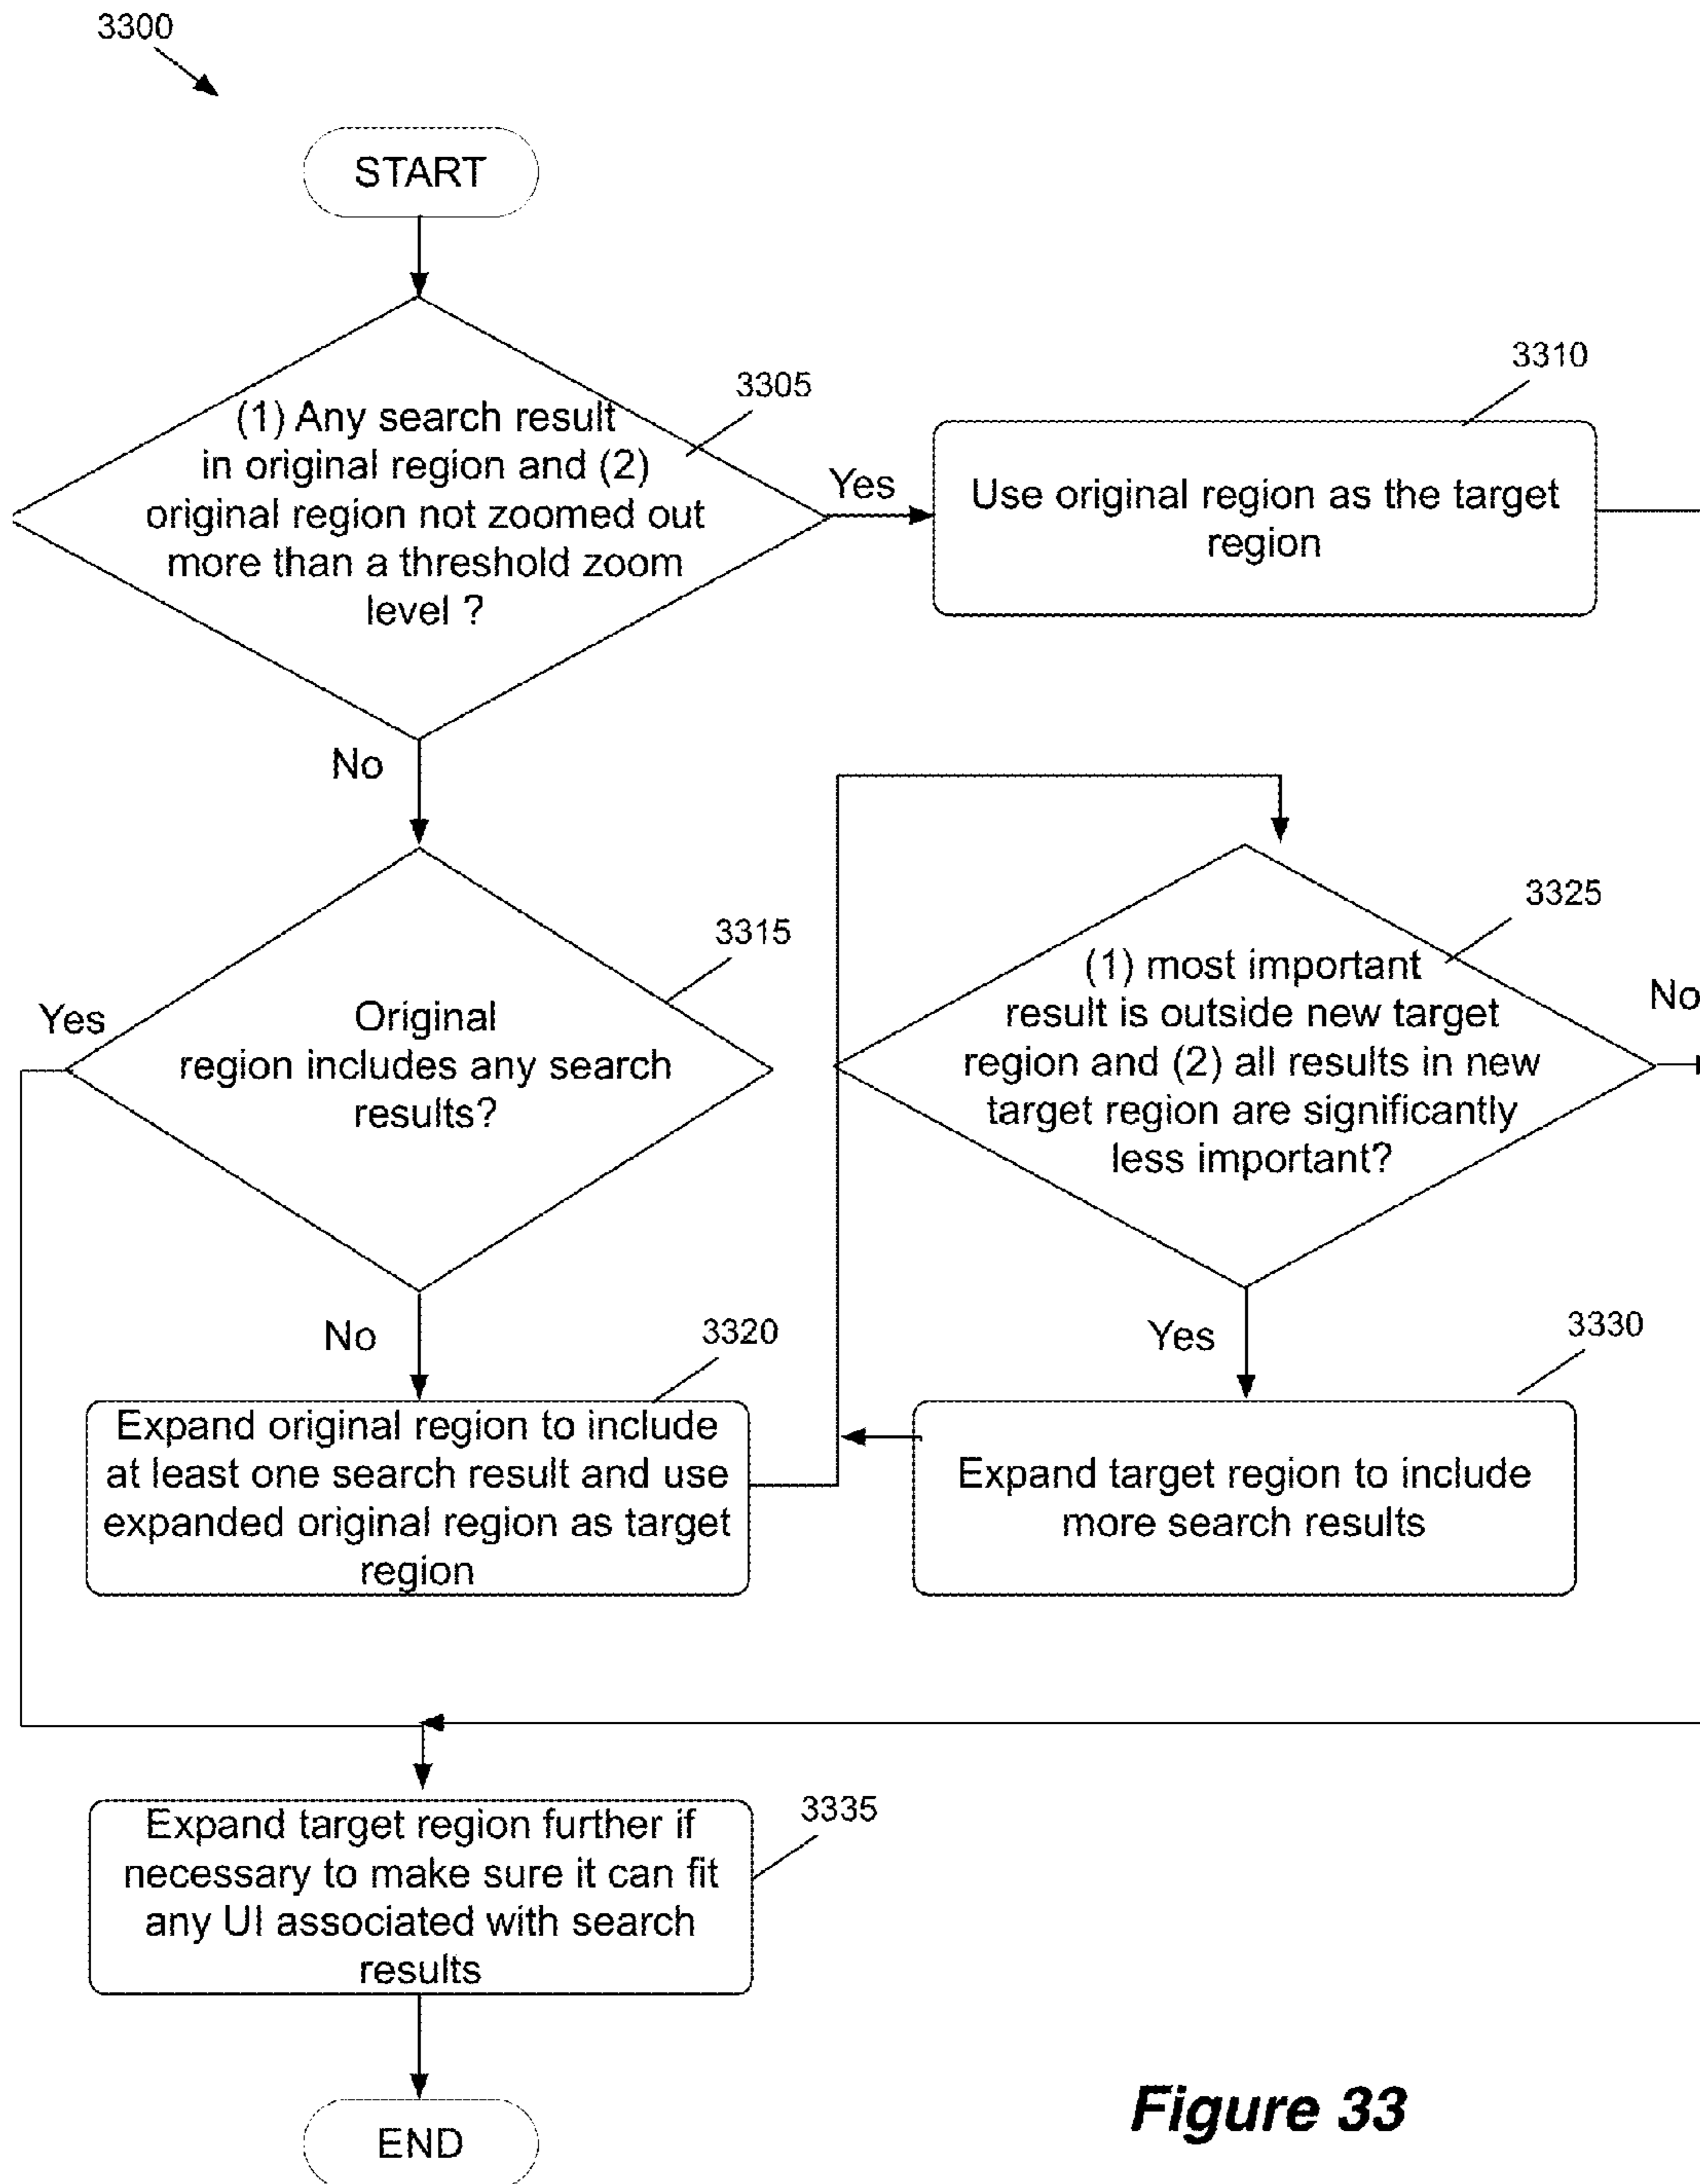 3300
START
3305
(1) Any search result
in original region and (2)
original region not zoomed out
more than a threshold zoom
level ?
Yes
3310
Use original region as the target
region
No
3315
Original
region includes any search
results?
Yes
No
3320
Expand original region to include
at least one search result and use
expanded original region as target
region
3325
(1) most important
result is outside new target
region and (2) all results in new
target region are significantly
less important?
No
Yes
3330
Expand target region to include
more search results
3335
Expand target region further if
necessary to make sure it can fit
any UI associated with search
results
END
Figure 33